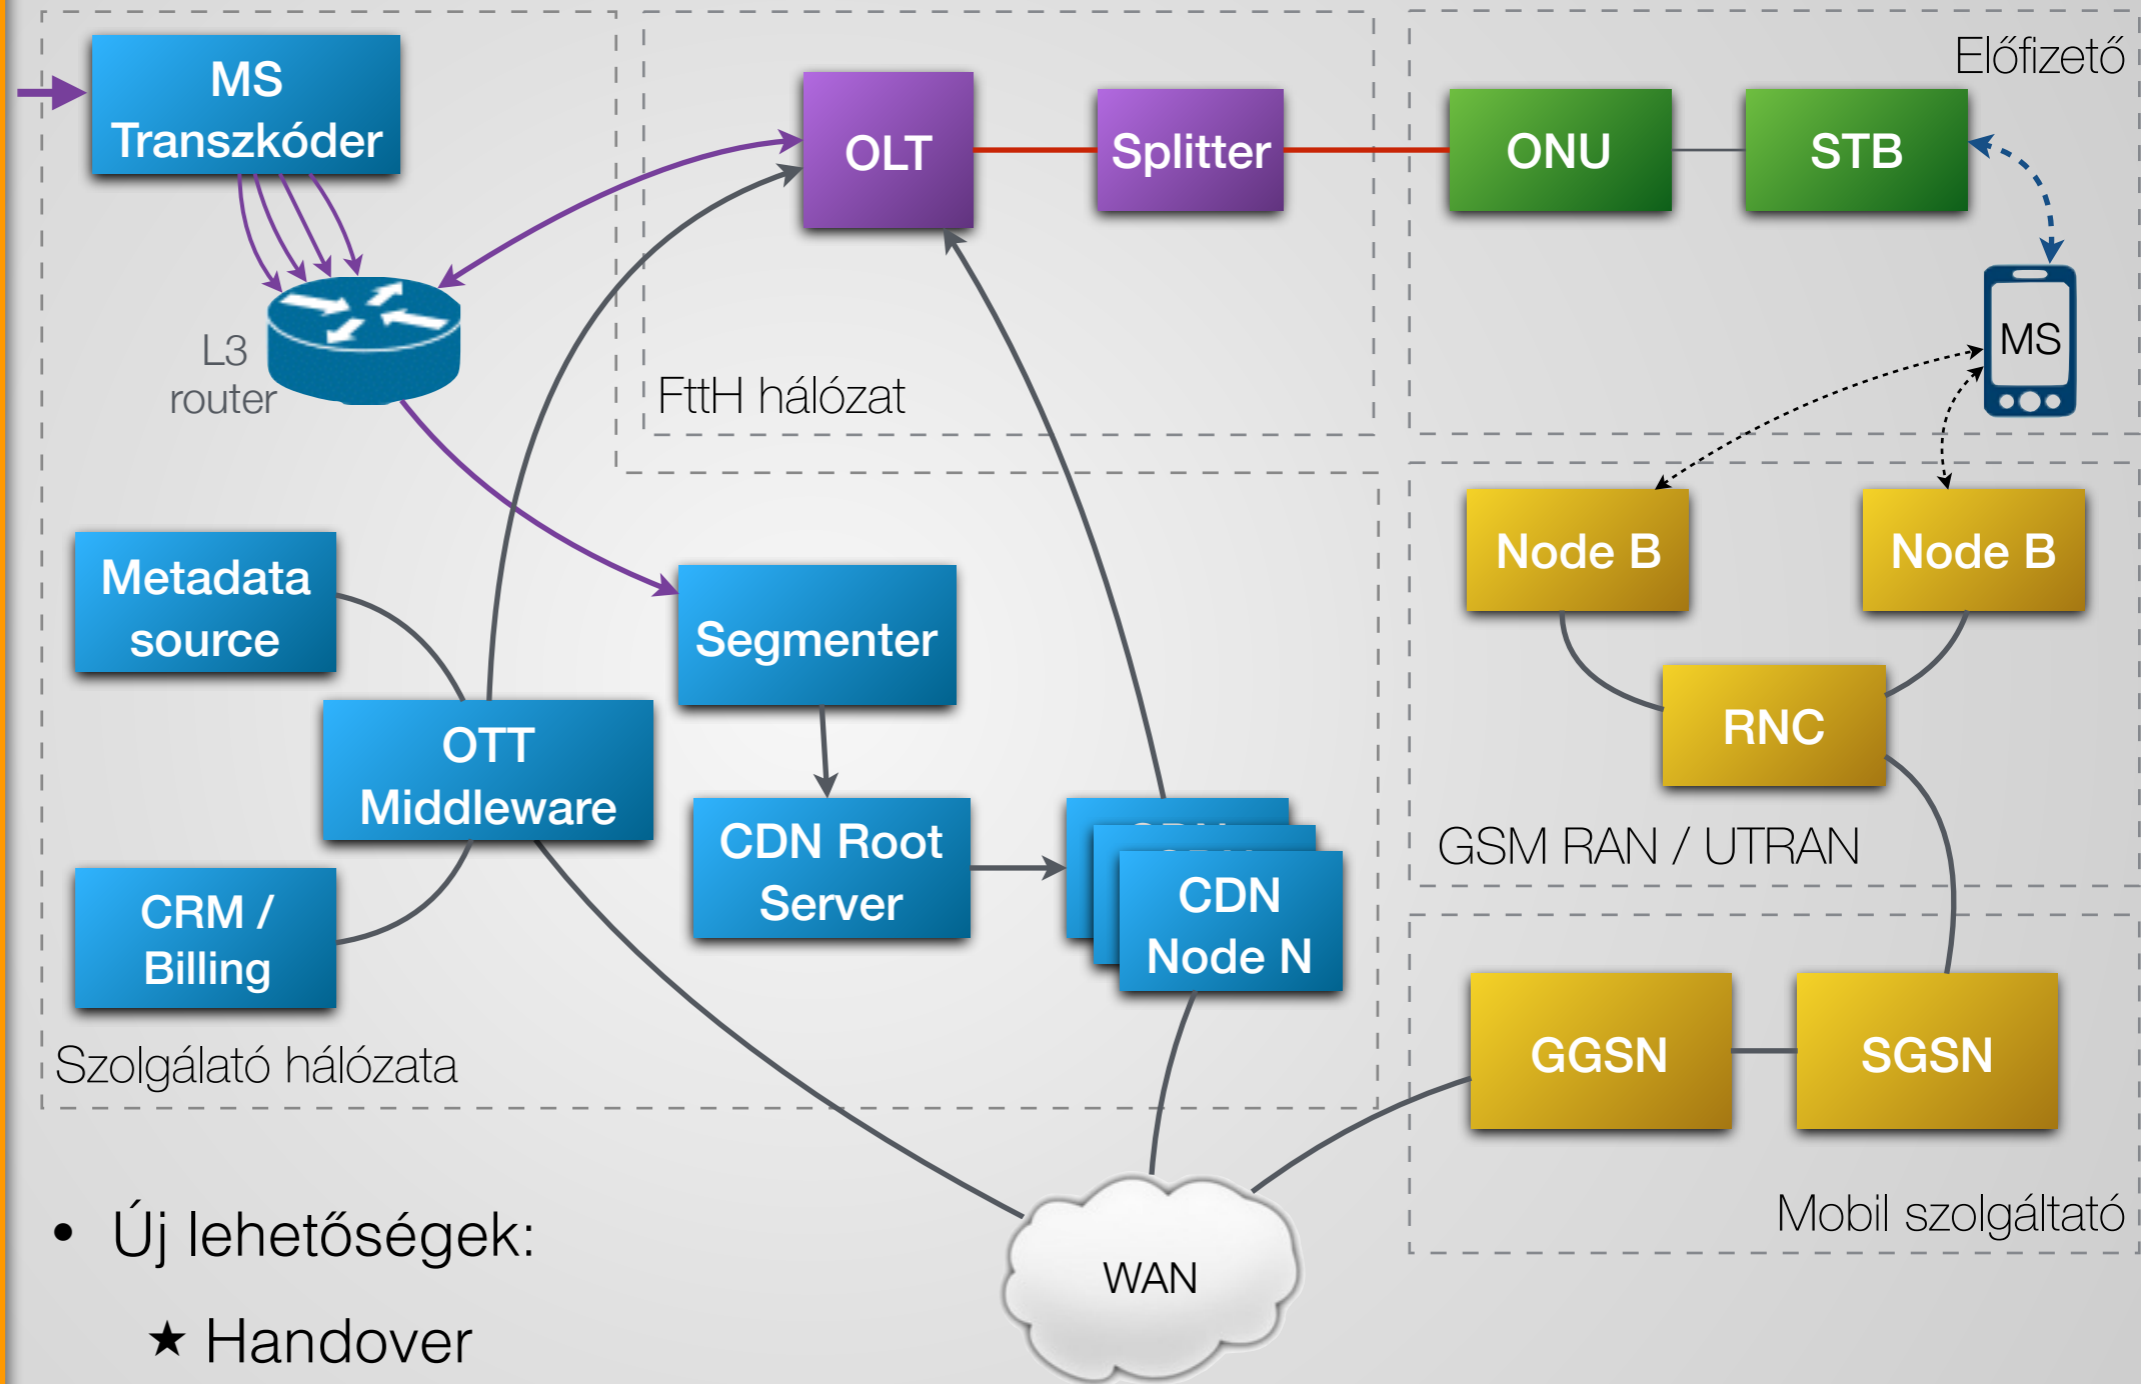 MS
Transzkóder
OLT
Splitter
ONU
STB
Előfizető
L3
router
FttH hálózat
MS
Metadata
source
Segmenter
Node B
Node B
OTT
Middleware
RNC
CDN Root
Server
CDN
Node N
GSM RAN / UTRAN
CRM /
Billing
GGSN
SGSN
Szolgálató hálózata
Mobil szolgáltató
WAN
• Új lehetőségek:
★ Handover